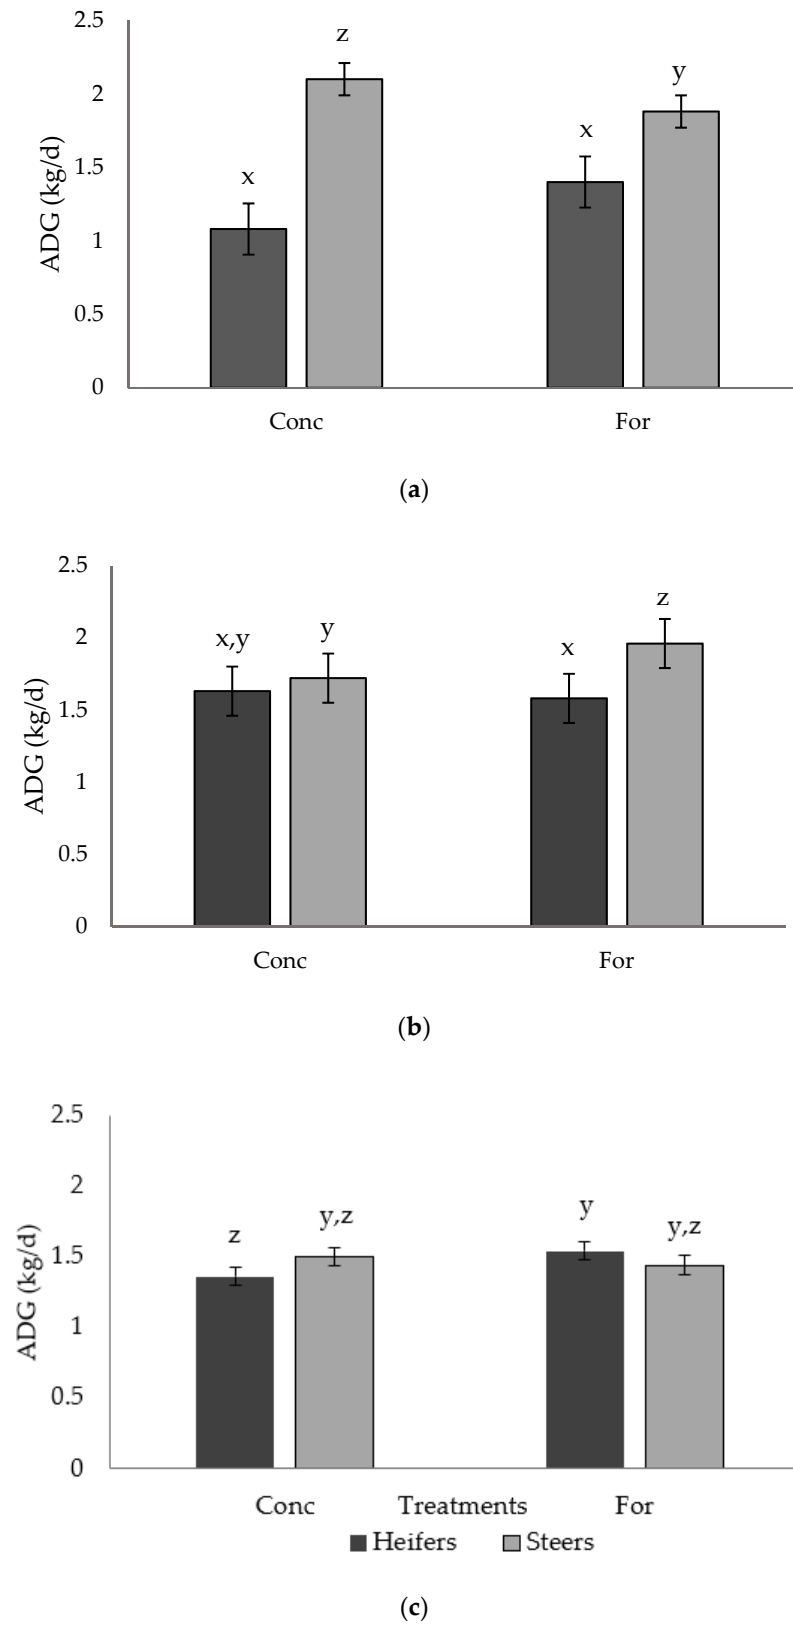 2.5
z
2
y
x
1.5
x
ADG (kg/d)
1
0.5
0
Conc For
(a)
2.5
z
x,y y
2
x
1.5
ADG (kg/d)
1
0.5
0
Conc For
(b)
2.5
2
y
y,z
y,z
z
1.5
ADG (kg/d)
1
0.5
0
Conc Treatments For
Heifers Steers
(c)